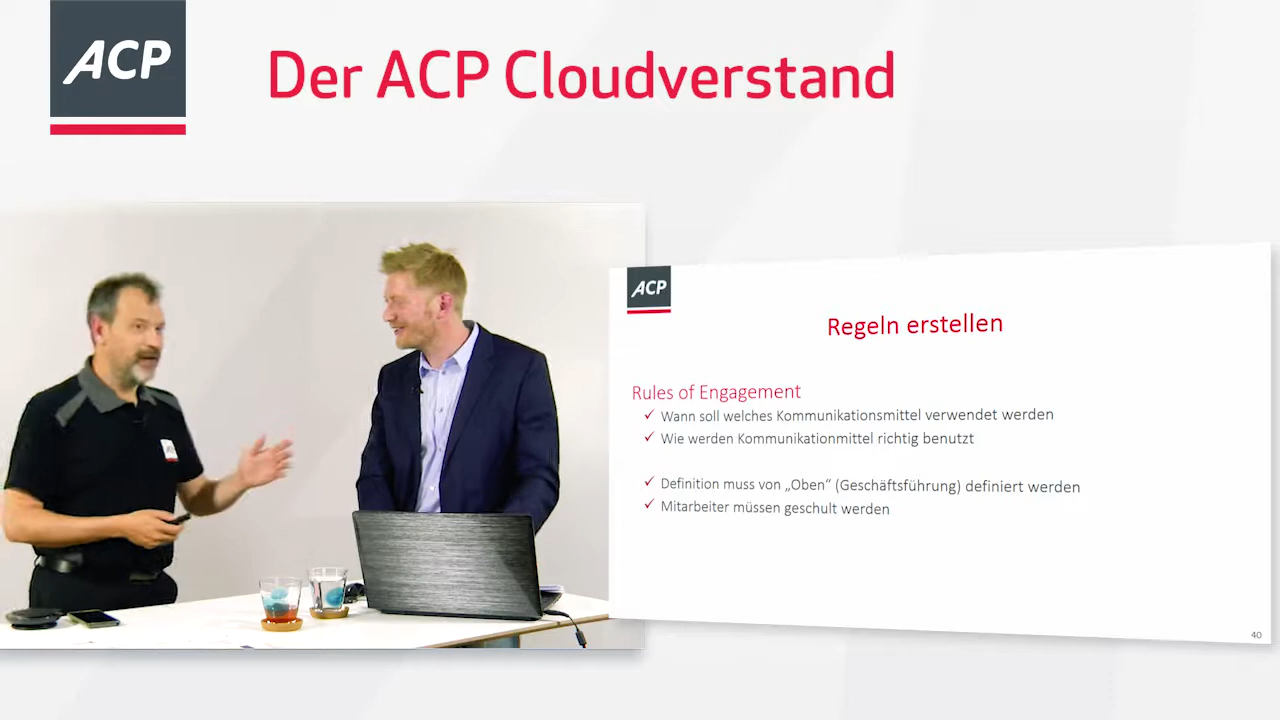 ACP
Der ACP Cloudverstand
ACP
ACP
Regeln erstellen
Rules of Engagement
✓ Wann soll welches Kommunikationsmittel verwendet werden
✓ Wie werden Kommunikationmittel richtig benutzt
✓ Definition muss von „Oben“ (Geschäftsführung) definiert werden
✓ Mitarbeiter müssen geschult werden
40